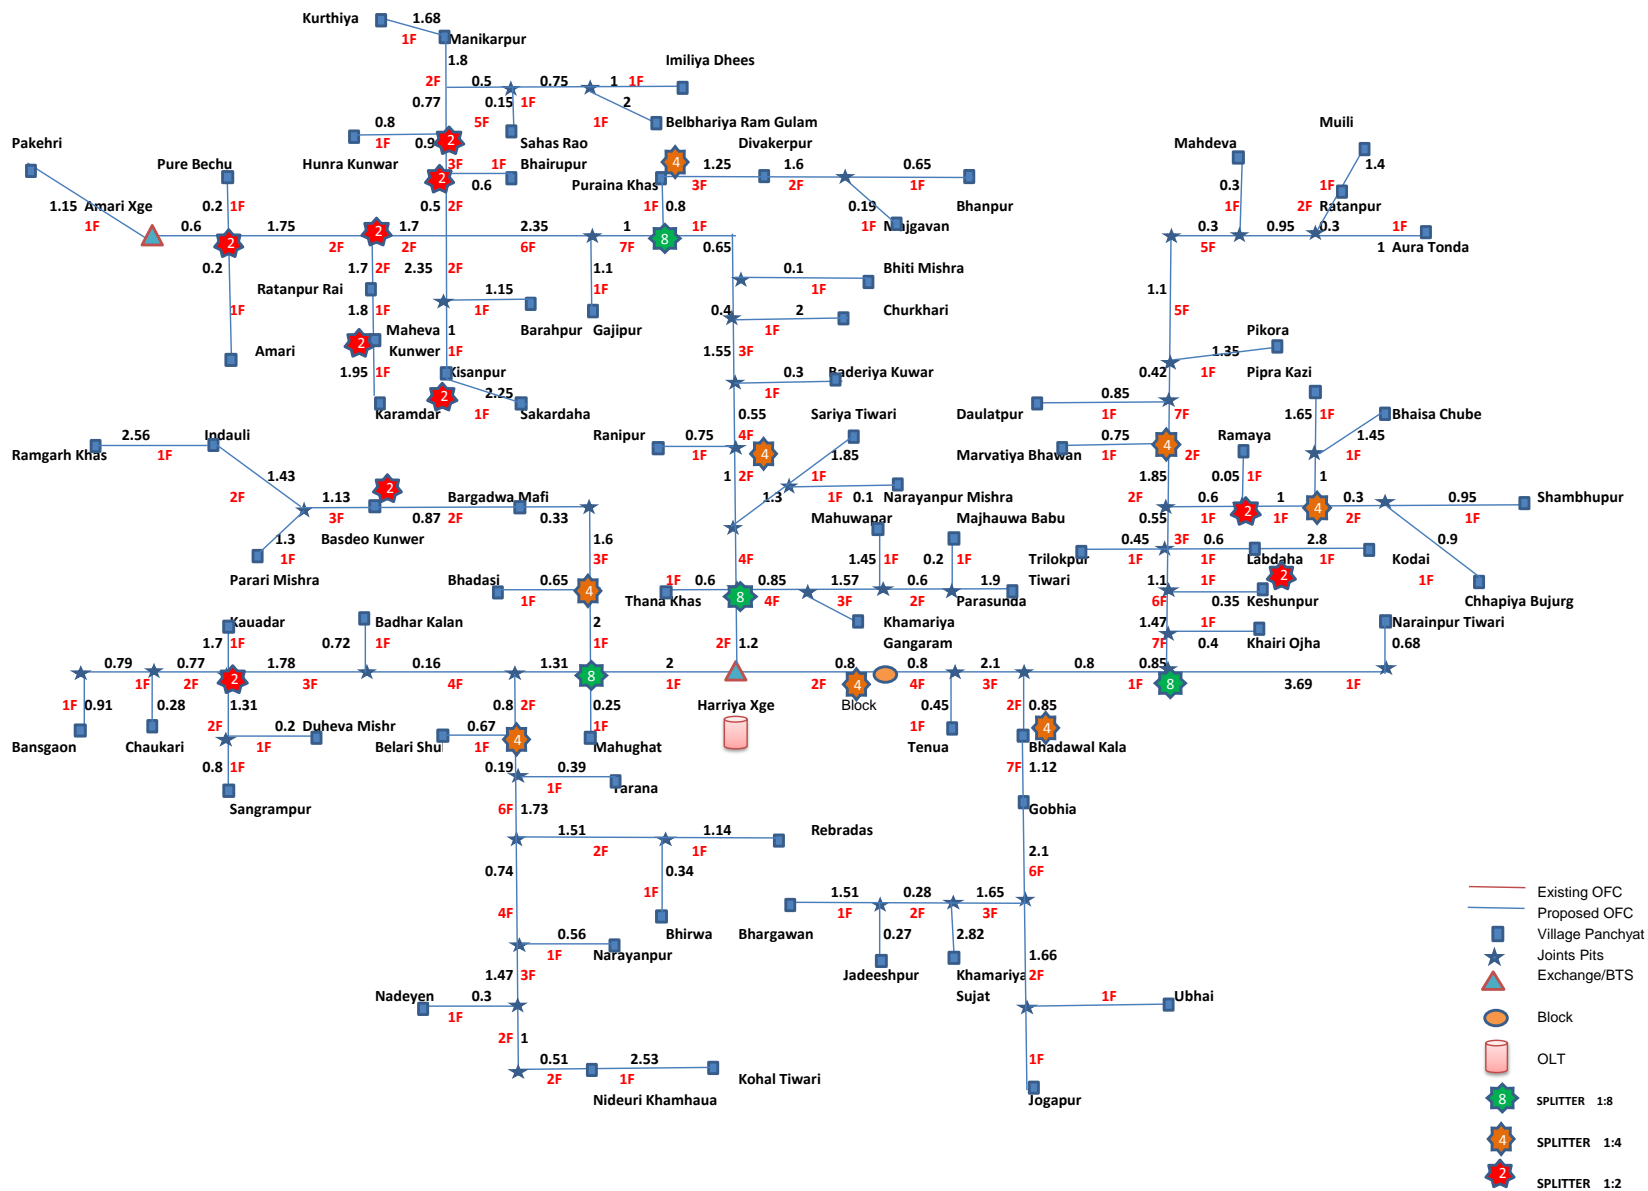 Kurthiya 1.68
1F Manikarpur
1.8
Imiliya Dhees
2F 0.5 0.75 1 1F
0.77 0.15 1F 2
0.8 5F 1F Belbhariya Ram Gulam
Pakehri 1F 0.9 2 Sahas Rao Divakerpur
Pure Bechu Hunra Kunwar 3F 1F Bhairupur
2 0.6
4 1.25 1.6 0.65
Puraina Khas 3F 2F 1F
0.19 Bhanpur
1F Majgavan
1F 0.8
1.15 Amari Xge 0.2 1F 0.5 2F
1F 0.6 1.75 1.7 2.35 1 1F
2 2F 2 2F 6F 7F 8 0.65
0.2 1.7 2F 2.35 2F 1.1 0.1 Bhiti Mishra
Ratanpur Rai 1.15 1F 1F
1F 1.8 1F 1F Barahpur Gajipur 0.4 2 Churkhari
Amari Maheva 1 1F
2 Kunwer 1F 1.55 3F
1.95 1F Kisanpur 0.3 Baderiya Kuwar
Karamdar 2 2.25 1F
1F Sakardaha 0.55 Sariya Tiwari
Ranipur 0.75 4F
1F 4 1.85
1 2F 1F
1.3 1F 0.1 Narayanpur Mishra
4F
Muili
Mahdeva 1.4
0.3 1F
1F 2F Ratanpur
0.3 0.95 0.3 1F
5F 1 Aura Tonda
1.1
5F
Pikora
1.35
0.42 1F Pipra Kazi
Daulatpur 0.85
1F 7F 1.65 1F Bhaisa Chube
Marvatiya Bhawan 0.75 4 Ramaya 1.45
1F 2F 1F
1.85 0.05 1F 1
2F 0.6 1 0.3 0.95 Shambhupur
0.55 1F 2 1F 4 2F 1F
3F
Trilokpur 0.45 0.6 2.8 0.9
1F 1F Labdaha 1F Kodai 1F
1.1 1F 2 Chhapiya Bujurg
6F 0.35 Keshunpur
1.47 1F Narainpur Tiwari
7F 0.4 Khairi Ojha 0.68
Ramgarh Khas 2.56 Indauli
1F
1.43
2F 1.13 2 Bargadwa Mafi
3F 0.87 2F 0.33
1.3 Basdeo Kunwer 1.6
1F 3F
Parari Mishra Bhadasi 0.65 4
1F
2
1F
Mahuwapar Majhauwa Babu
1.45 1F 0.2 1F
1F 0.6 0.85 1.57 0.6 1.9 Tiwari
Thana Khas 8 4F 3F 2F Parasunda
Khamariya
2F 1.2 Gangaram
Kauadar Badhar Kalan
1.7 1F 0.72 1F
0.79 0.77 1.78 0.16 1.31 2 0.8 0.8 2.1 0.8 0.85
1F 2F 2 3F 4F 8 1F 2F 4 4F 3F 1F 8 3.69 1F
1F 0.91 0.28 1.31 0.8 2F 0.25 Harriya Xge Block 0.45 2F 0.85
2F 0.2 Duheva Mishr 0.67 1F 1F 4
Bansgaon Chaukari 1F Belari Shu 1F 4 Mahughat Tenua Bhadawal Kala
0.8 1F 0.19 0.39 7F 1.12
1F Tarana
Sangrampur 6F 1.73 Gobhia
1.51 1.14 Rebradas
2F 1F 2.1
0.74 0.34 6F
1F 1.51 0.28 1.65
4F 1F 2F 3F
Bhirwa Bhargawan 0.27 2.82
0.56
1F Narayanpur 1.66
Jadeeshpur Khamariya 2F
1.47 3F Sujat
Nadeyen 0.3 1F Ubhai
1F
2F 1
0.51 2.53 1F
2F 1F Kohal Tiwari
Nideuri Khamhaua Jogapur
Existing OFC
Proposed OFC
Village Panchyat
Joints Pits
Exchange/BTS
Block
OLT
8 SPLITTER 1:8
4 SPLITTER 1:4
2 SPLITTER 1:2